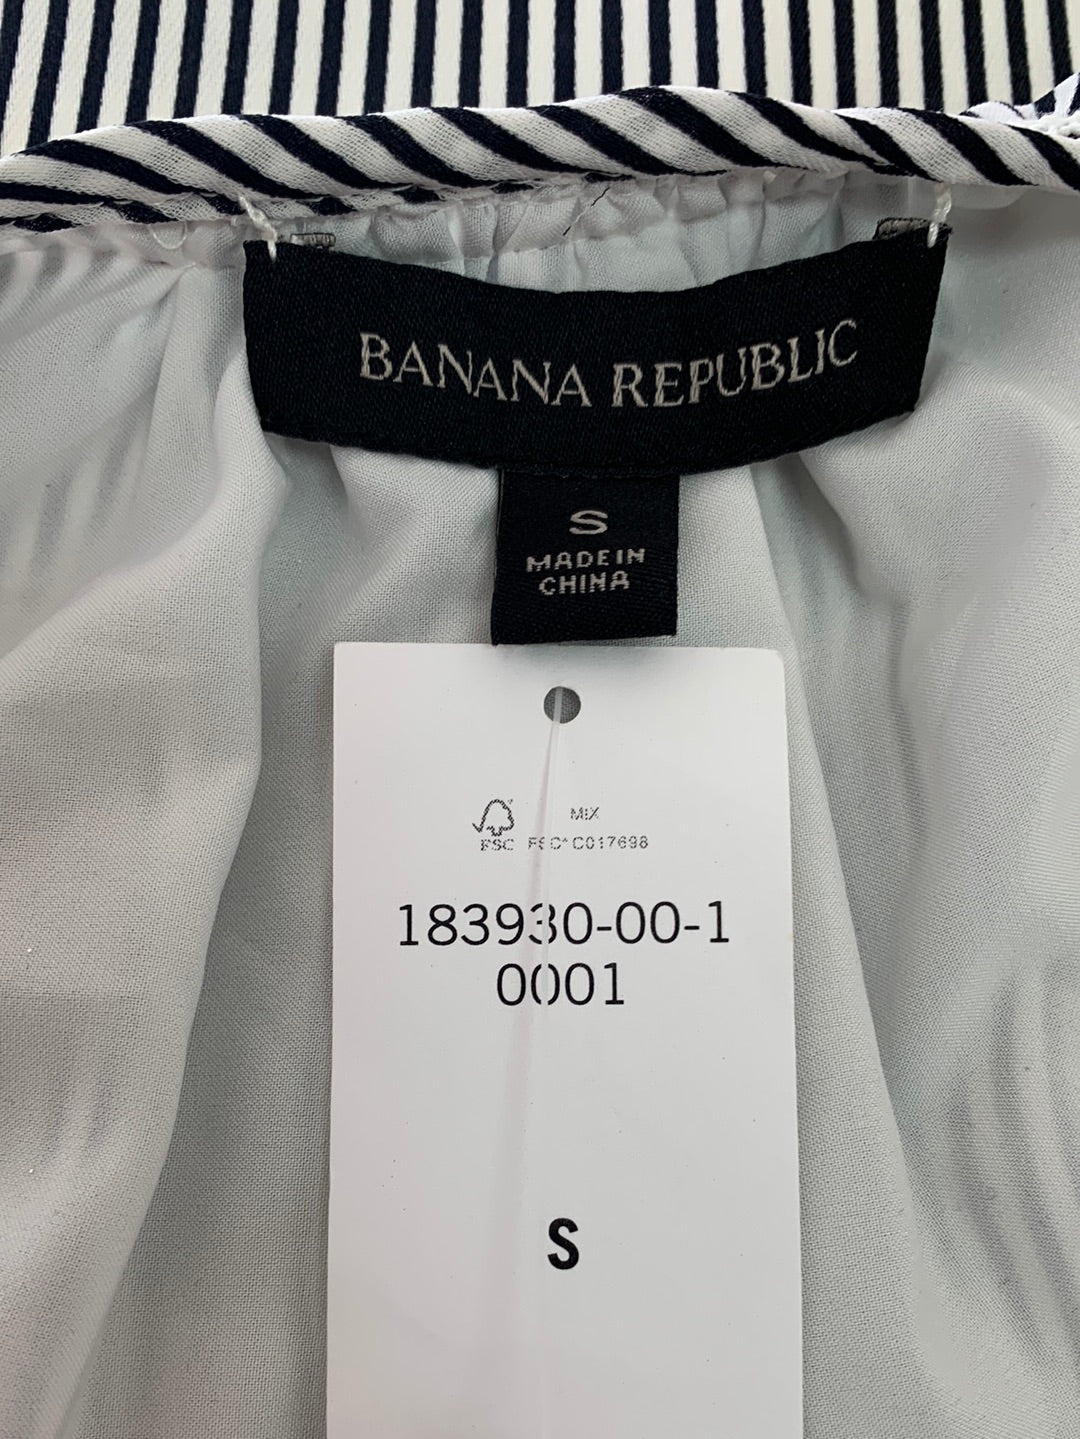 BANANA REPUBLIC
S
MADE IN
CHINA
MIX
FSC FSC® C017698
183930-00-1
0001
S